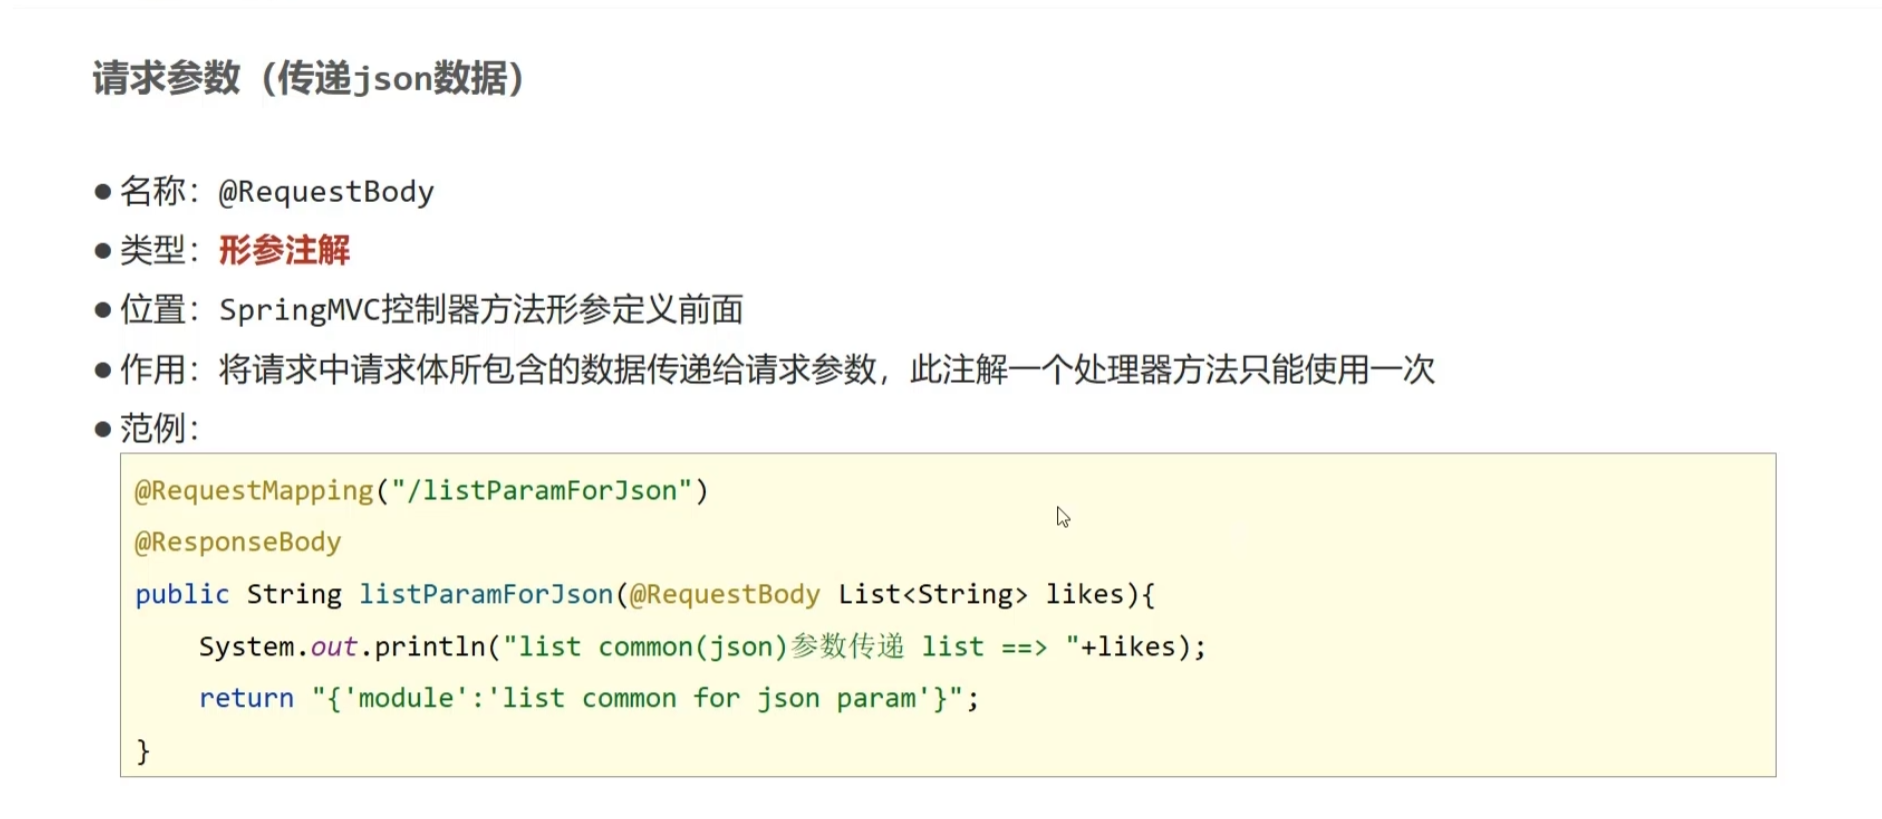 请求参数（传递json数据）
● 名称：@RequestBody
● 类型：形参注解
● 位置：SpringMVC控制器方法形参定义前面
● 作用：将请求中请求体所包含的数据传递给请求参数，此注解一个处理器方法只能使用一次
● 范例：
@RequestMapping("/listParamForJson")
@ResponseBody
public String listParamForJson(@RequestBody List<String> likes){
    System.out.println("list common(json)参数传递 list ==> "+likes);
    return "{'module':'list common for json param'}";
}